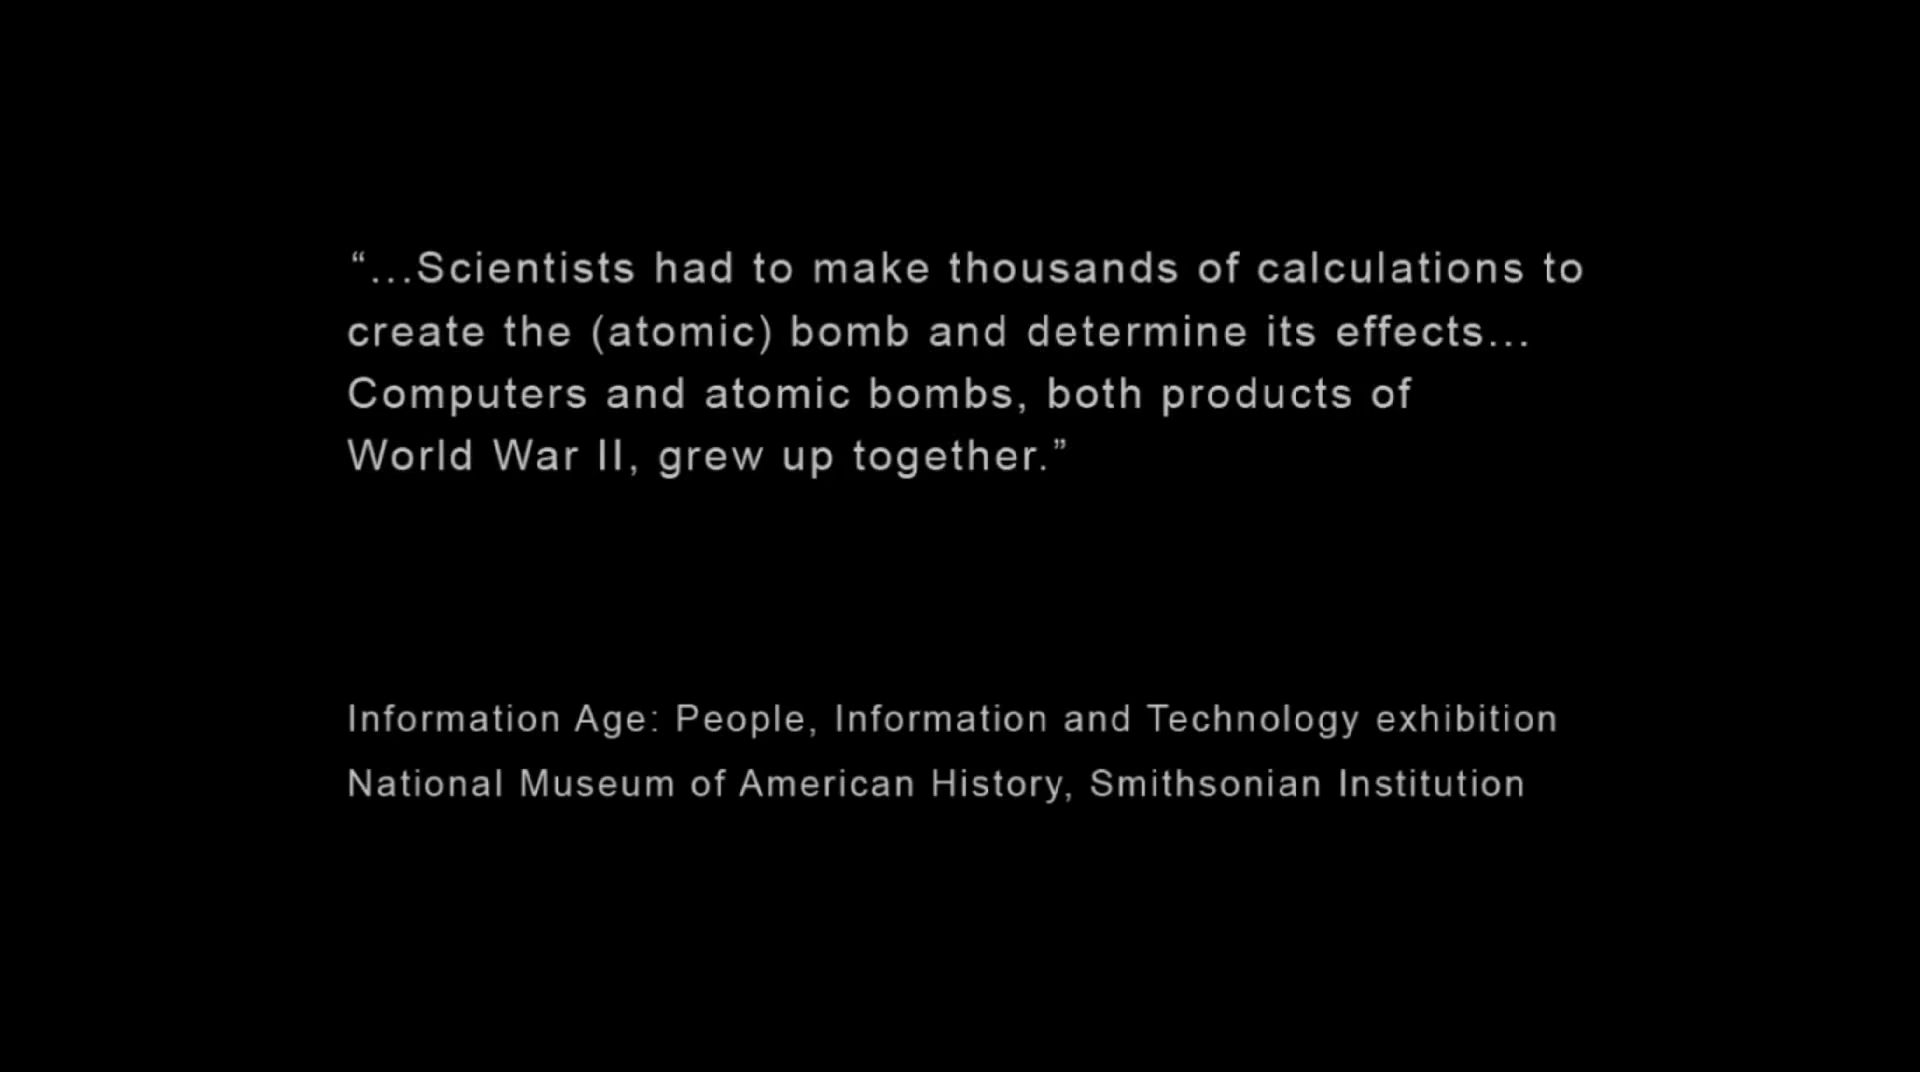 “...Scientists had to make thousands of calculations to
create the (atomic) bomb and determine its effects...
Computers and atomic bombs, both products of
World War II, grew up together.”
Information Age: People, Information and Technology exhibition
National Museum of American History, Smithsonian Institution